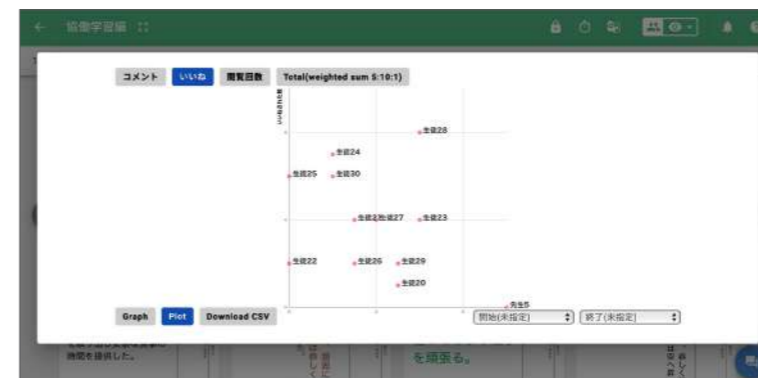 協働学習編
コメント いいね 閲覧回数 Total(weighted sum 5:10:1)
生徒28
生徒24
生徒25 生徒30
生徒27 生徒23
生徒22 生徒26 生徒29
生徒20
先生5
Graph Plot Download CSV 開始(未指定) 終了(未指定)
時間を提供した。
を頑張る。